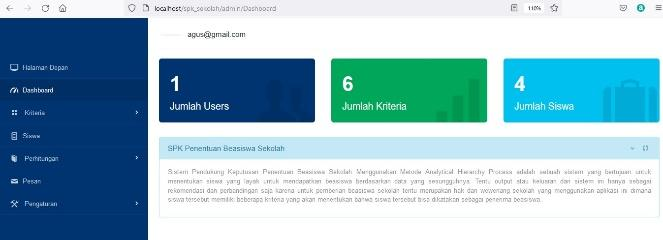 localhost/spk_sekolah/admin/Dashboard
110%
agus@gmail.com
Halaman Depan
Dashboard
Kriteria
Siswa
Perhitungan
Pesan
Pengaturan
1
Jumlah Users
6
Jumlah Kriteria
4
Jumlah Siswa
SPK Penentuan Beasiswa Sekolah
Sistem Pendukung Keputusan Penentuan Beasiswa Sekolah Menggunakan Metode Analytical Hierarchy Process adalah sebuah sistem yang bertujuan untuk
menentukan siswa yang layak untuk mendapatkan beasiswa berdasarkan data yang sesungguhnya. Tentu output atau keluaran dari sistem ini hanya sebagai
rekomendasi dan perbandingan saja karena untuk pemberian beasiswa sekolah tentu merupakan hak dan wewenang sekolah yang menggunakan aplikasi ini dimana
siswa tersebut memiliki beberapa kriteria yang akan menentukan bahwa siswa tersebut bisa dikatakan sebagai penerima beasiswa.